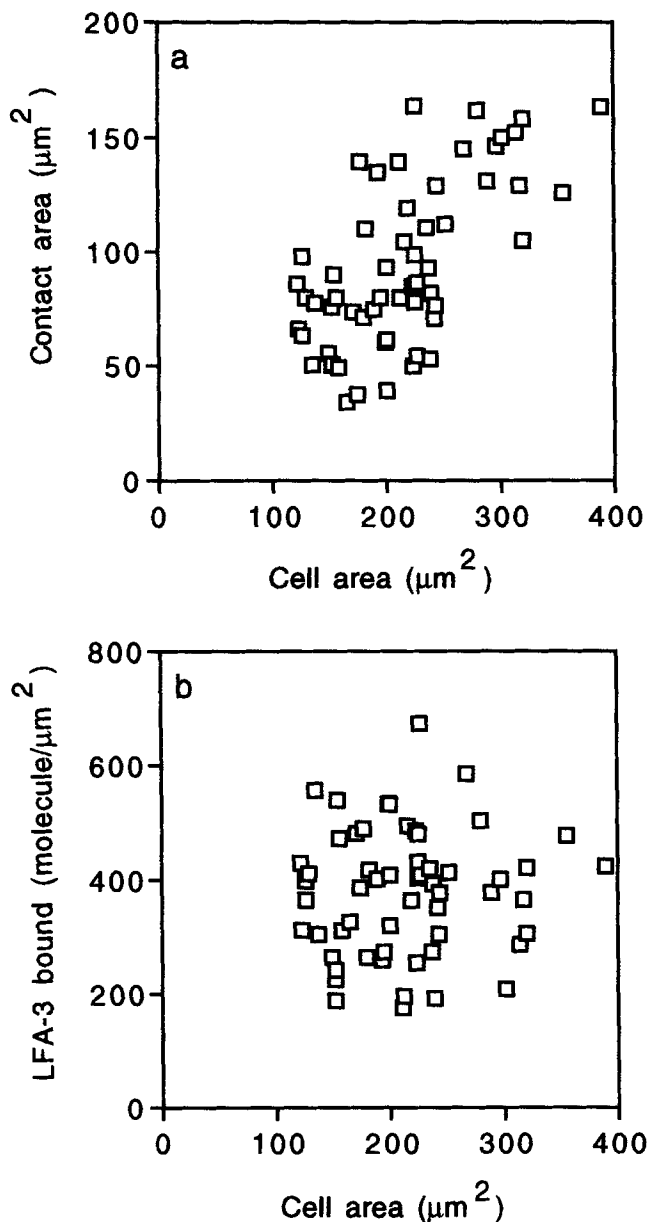 200
a
150
100
50
0
Contact area (μm²)
0 100 200 300 400
Cell area (μm²)
800
b
600
400
200
0
LFA-3 bound (molecule/μm²)
0 100 200 300 400
Cell area (μm²)